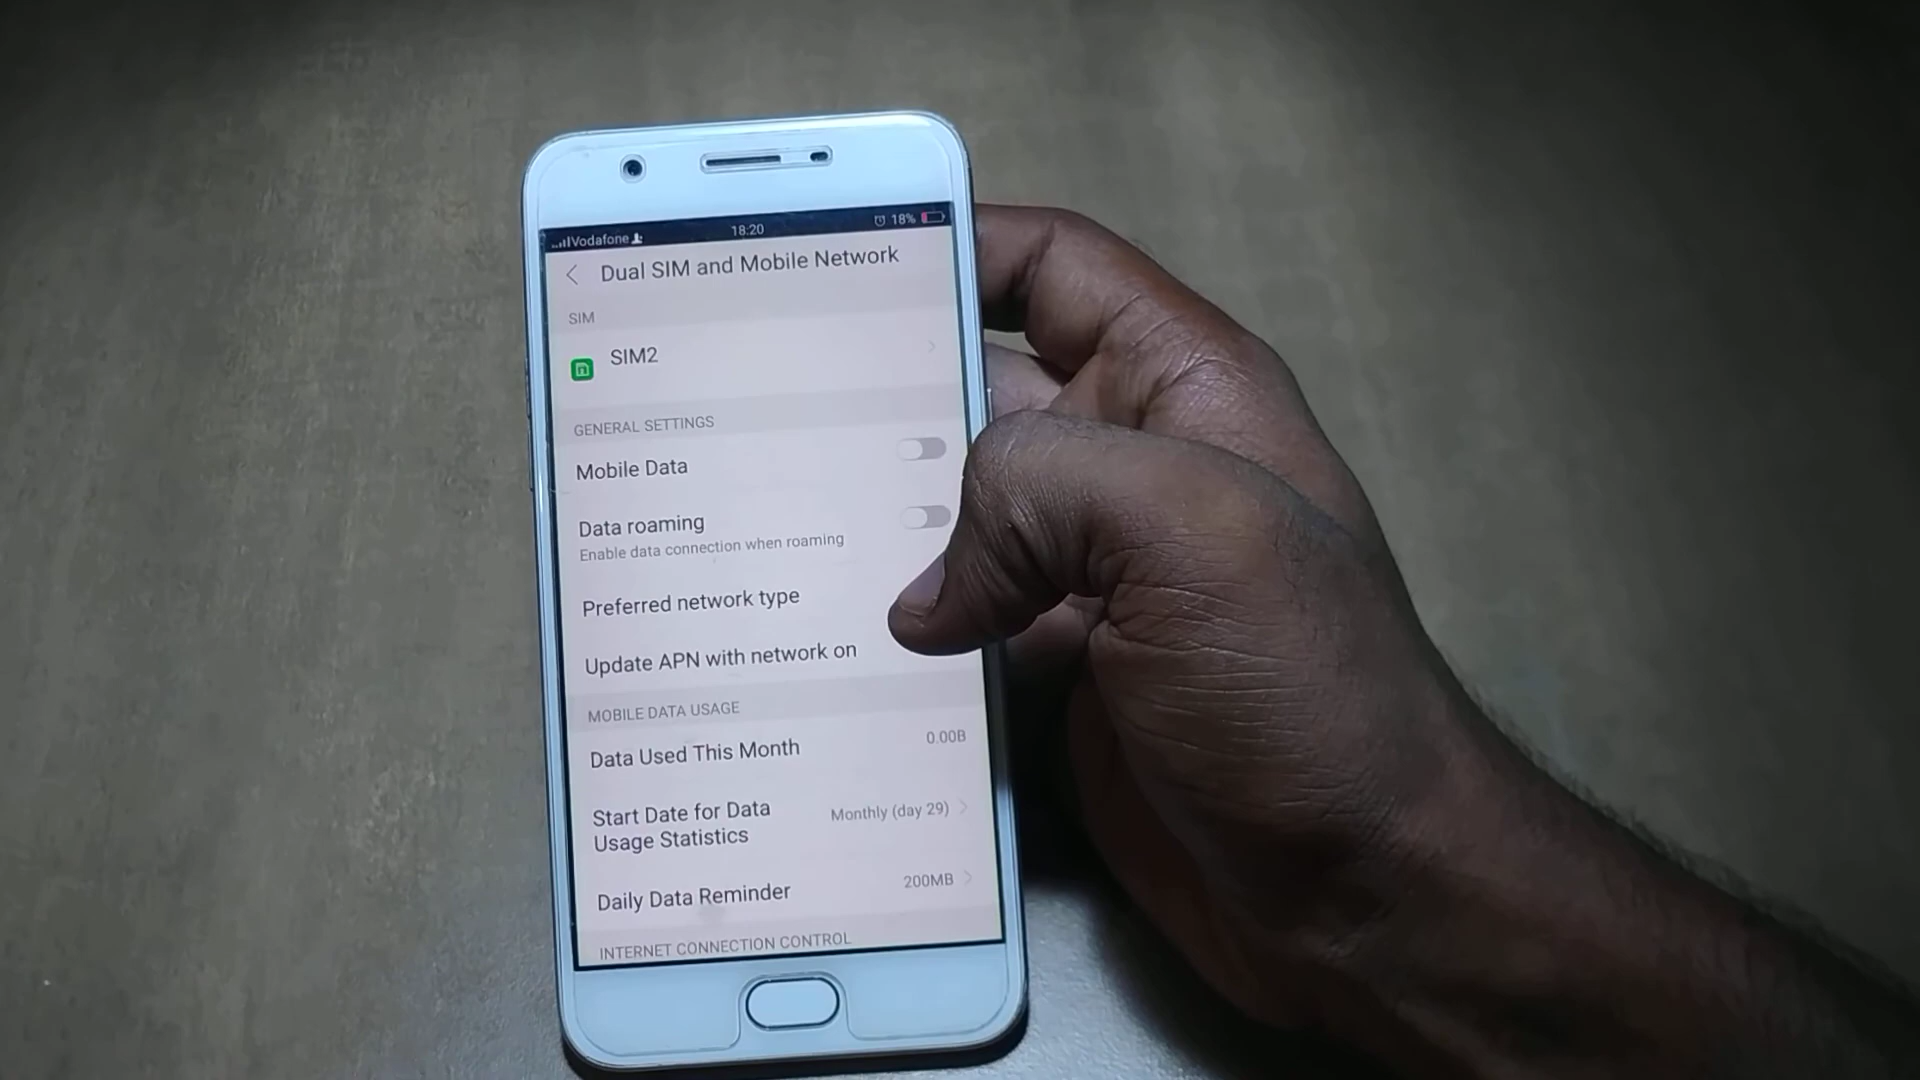 Vodafone 18:20 18%
Dual SIM and Mobile Network
SIM
SIM2
GENERAL SETTINGS
Mobile Data
Data roaming
Enable data connection when roaming
Preferred network type
Update APN with network on
MOBILE DATA USAGE
Data Used This Month 0.00B
Start Date for Data
Usage Statistics
Monthly (day 29)
Daily Data Reminder 200MB
INTERNET CONNECTION CONTROL